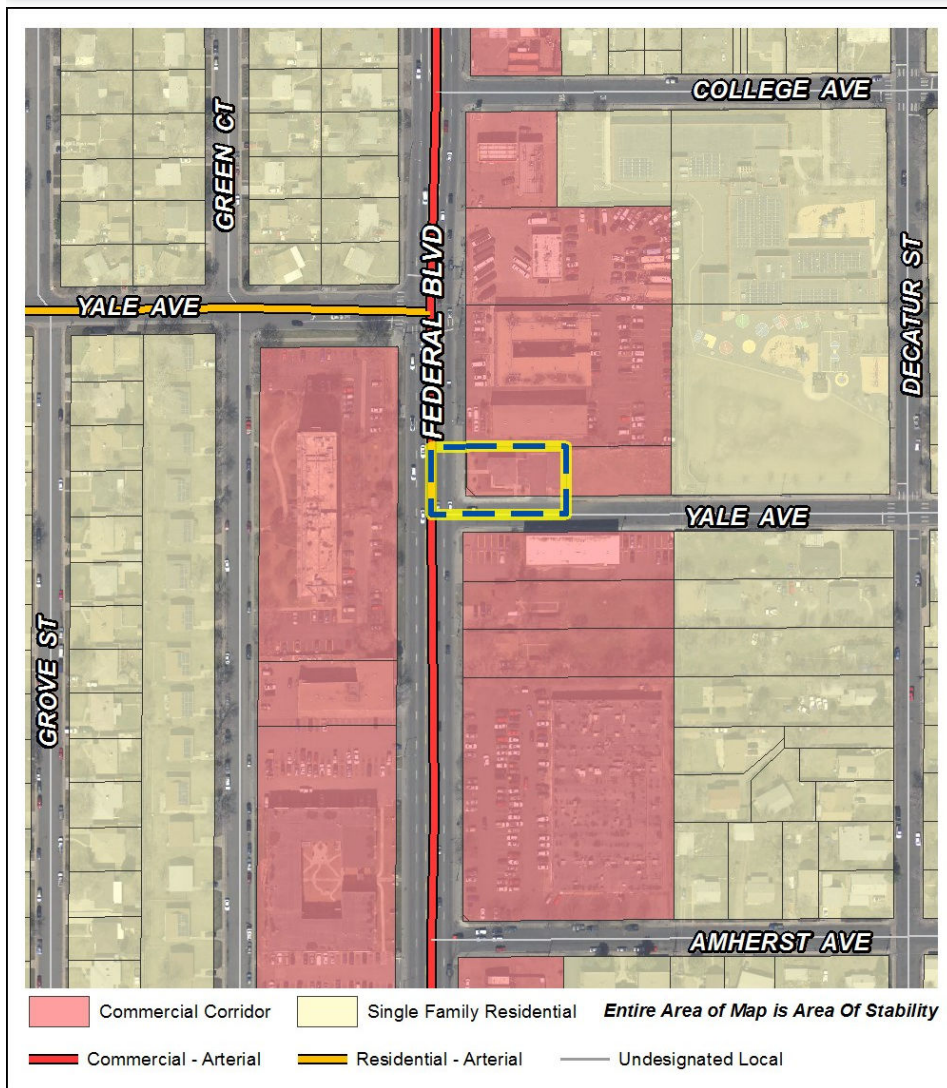 COLLEGE AVE
GREEN CT
FEDERAL BLVD
DECATUR ST
YALE AVE
YALE AVE
GROVE ST
AMHERST AVE
Commercial Corridor
Single Family Residential
Entire Area of Map is Area Of Stability
Commercial - Arterial
Residential - Arterial
Undesignated Local